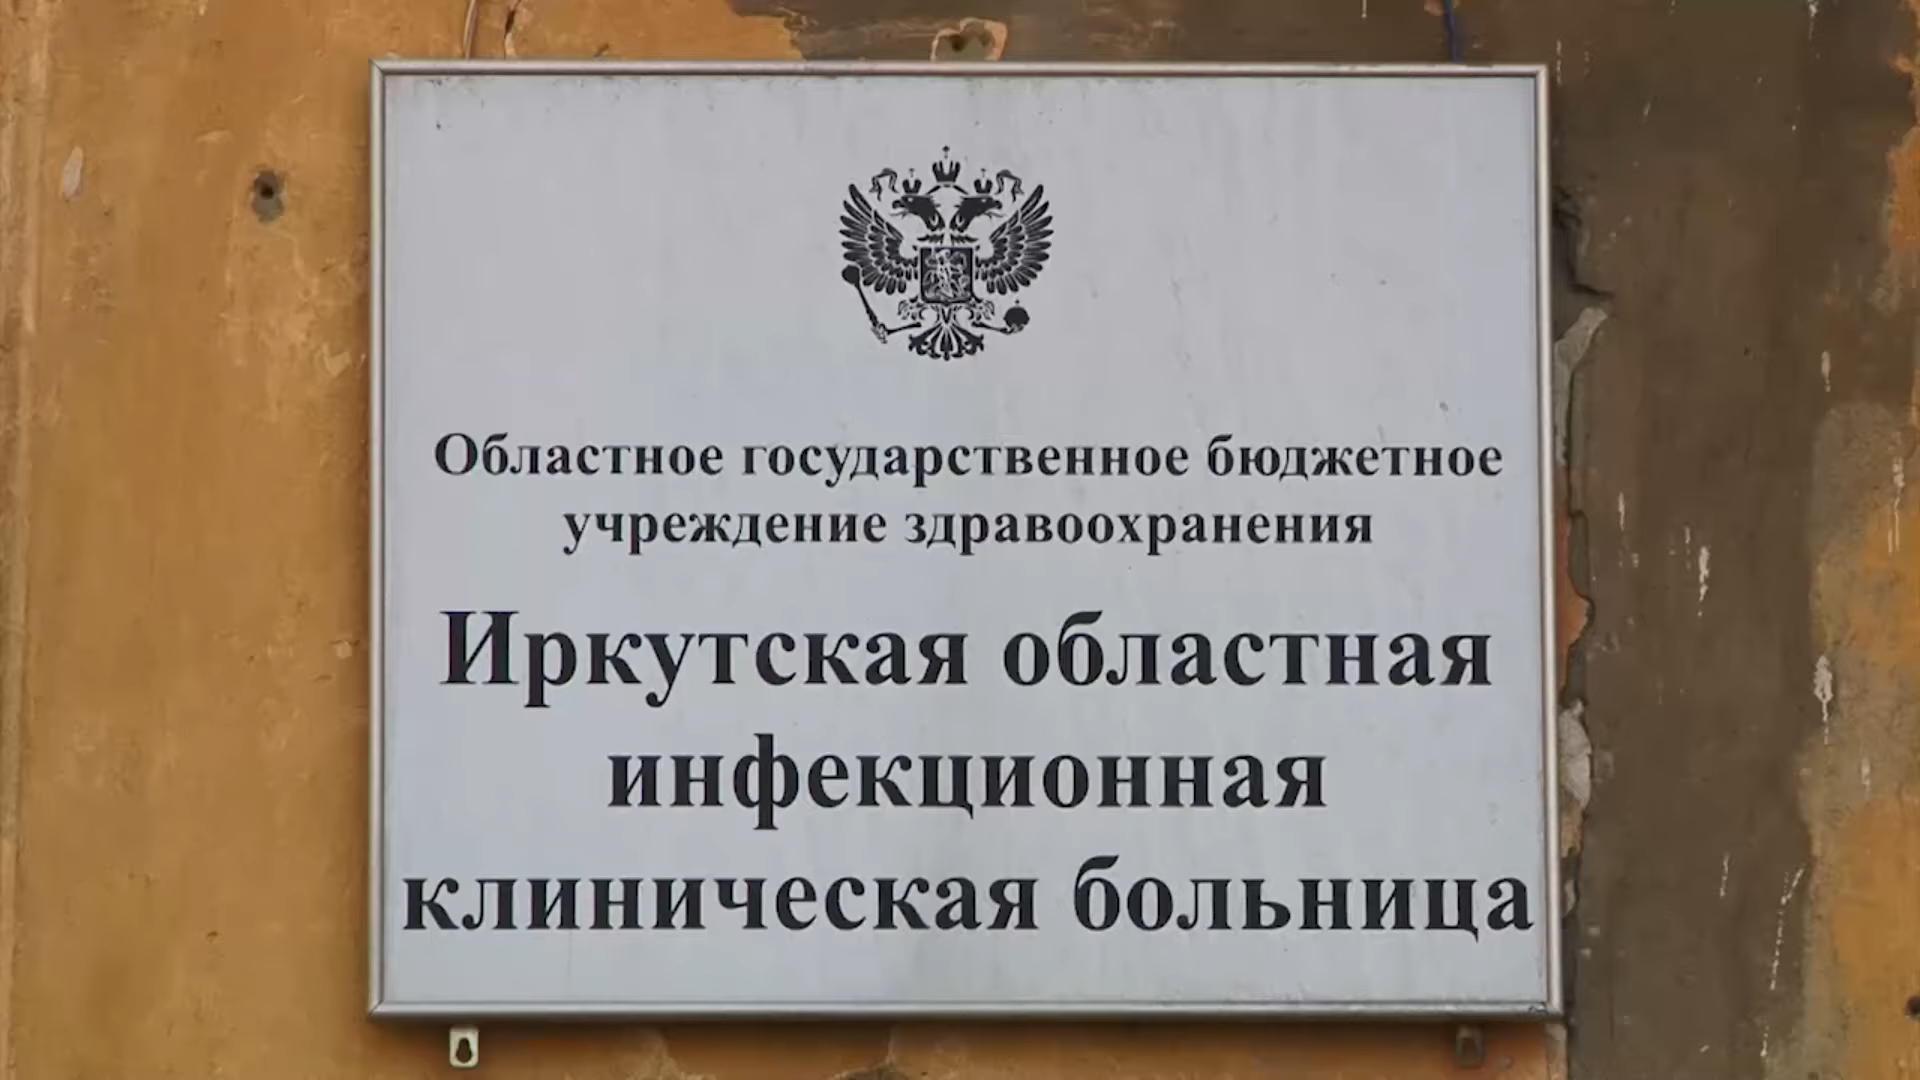 Областное государственное бюджетное
учреждение здравоохранения
Иркутская областная
инфекционная
клиническая больница